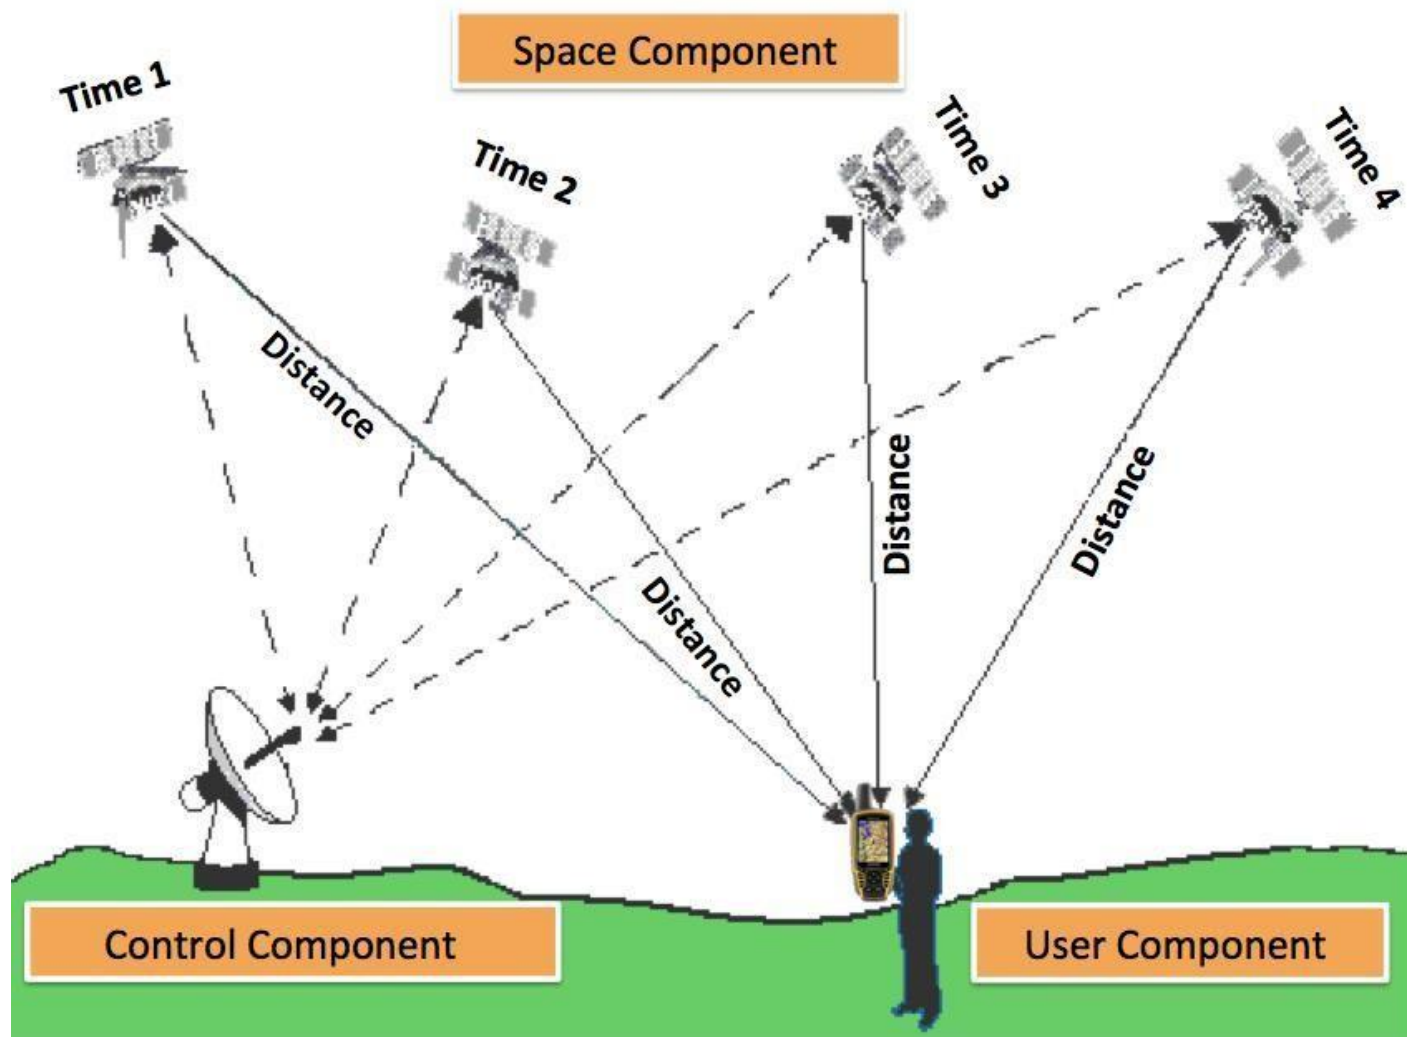 Space Component
Time 1
Time 2
Time 3
Time 4
Distance
Distance
Distance
Distance
Control Component
User Component